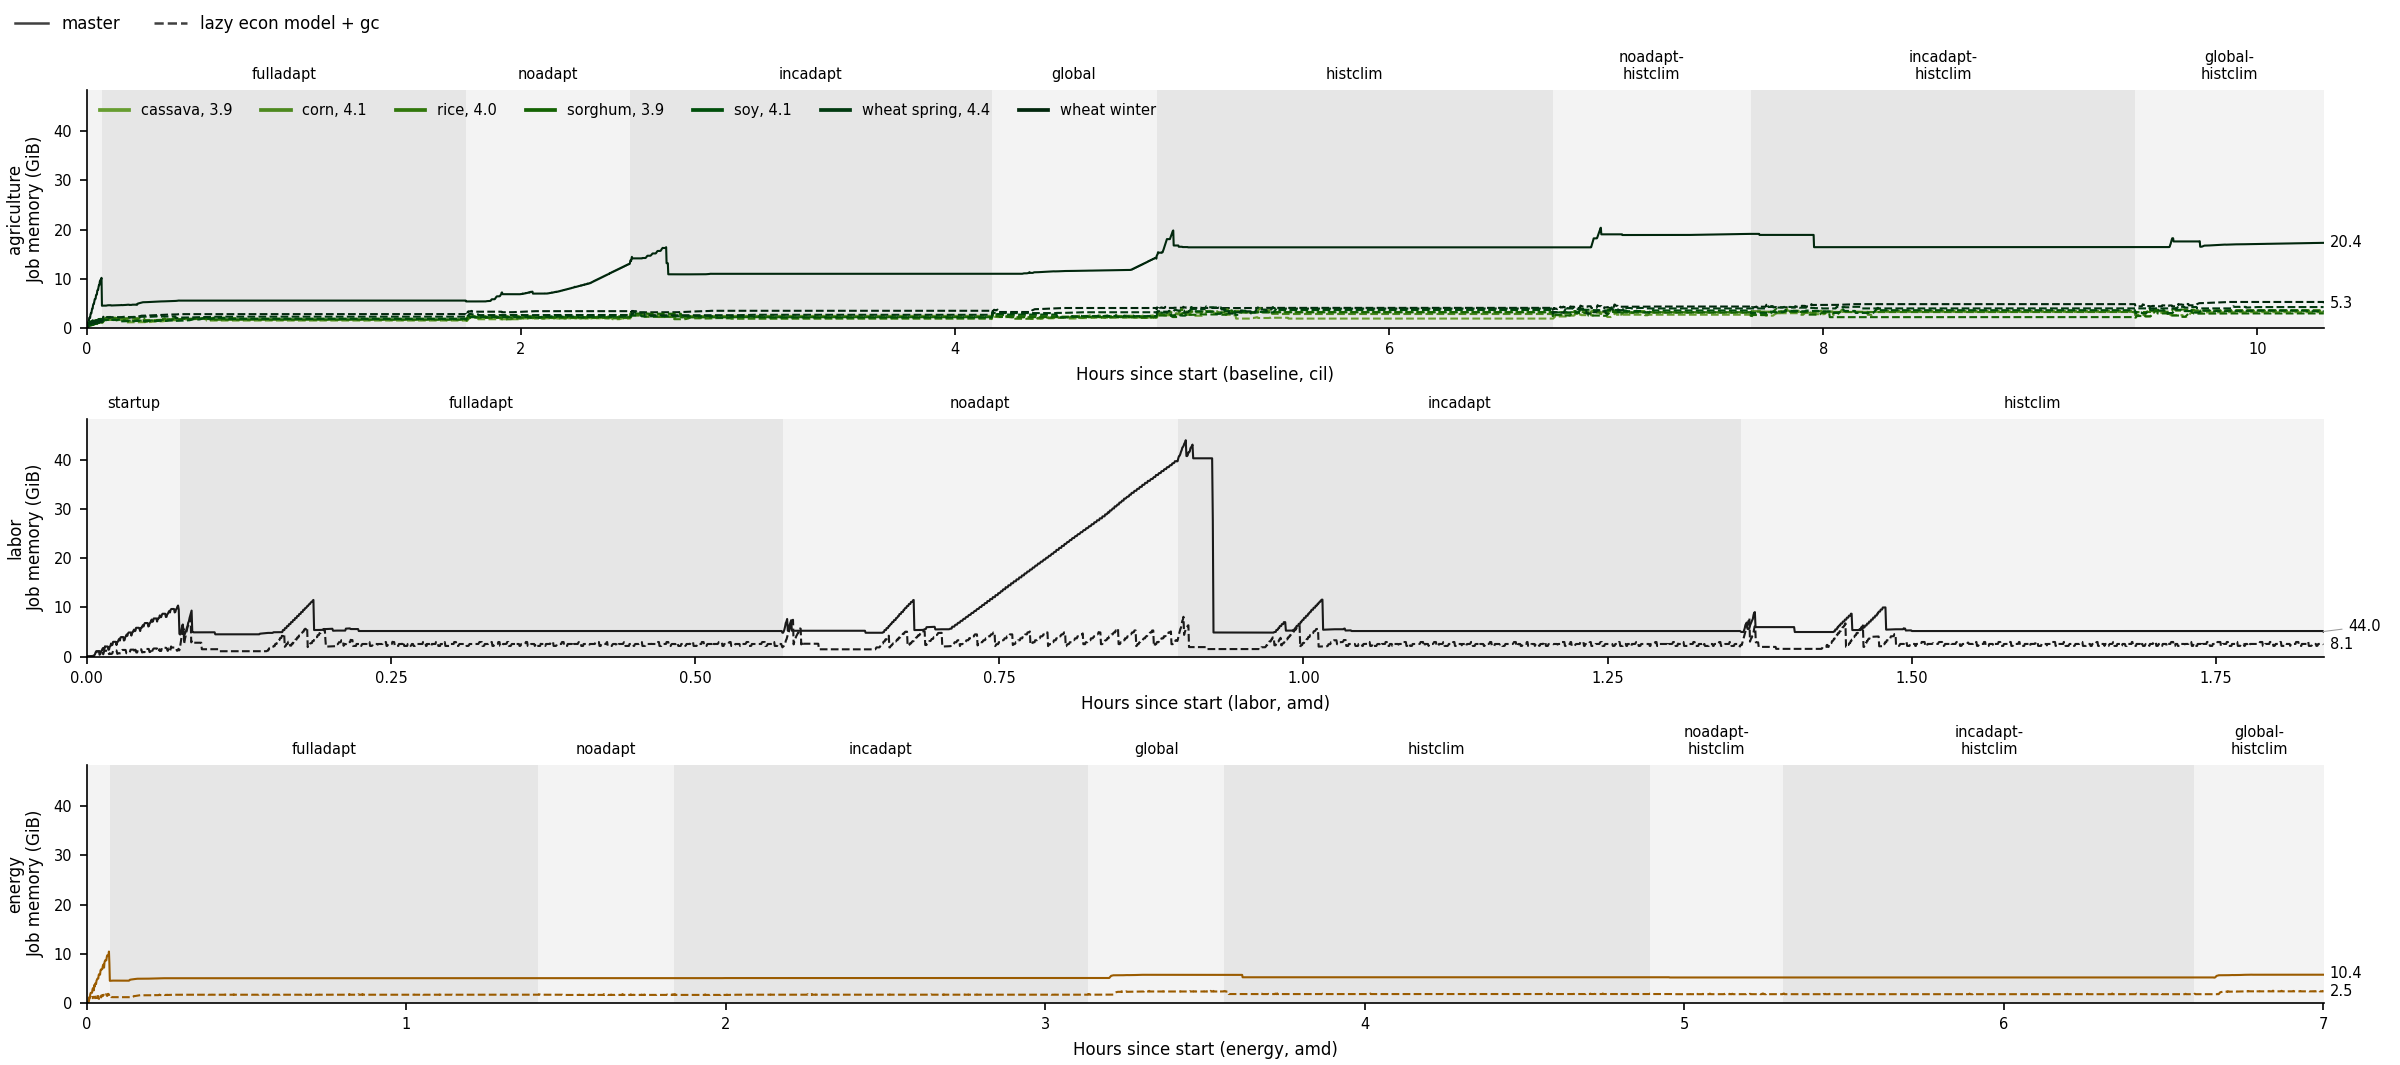 master lazy econ model + gc
fulladapt noadapt incadapt global histclim noadapt- incadapt- global-
histclim histclim histclim
cassava, 3.9 corn, 4.1 rice, 4.0 sorghum, 3.9 soy, 4.1 wheat spring, 4.4 wheat winter
agriculture
Job memory (GiB)
40
30
20
10
0
20.4
5.3
0 2 4 6 8 10
Hours since start (baseline, cil)
startup fulladapt noadapt incadapt histclim
labor
Job memory (GiB)
40
30
20
10
0
44.0
8.1
0.00 0.25 0.50 0.75 1.00 1.25 1.50 1.75
Hours since start (labor, amd)
fulladapt noadapt incadapt global histclim noadapt- incadapt- global-
histclim histclim histclim
energy
Job memory (GiB)
40
30
20
10
0
10.4
2.5
0 1 2 3 4 5 6 7
Hours since start (energy, amd)